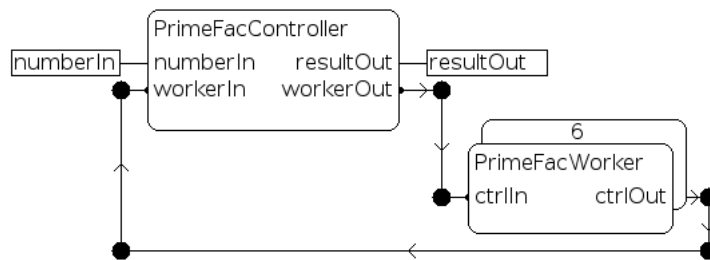 PrimeFacController
numberIn numberIn resultOut resultOut
workerIn workerOut
6
PrimeFacWorker
ctrlIn ctrlOut